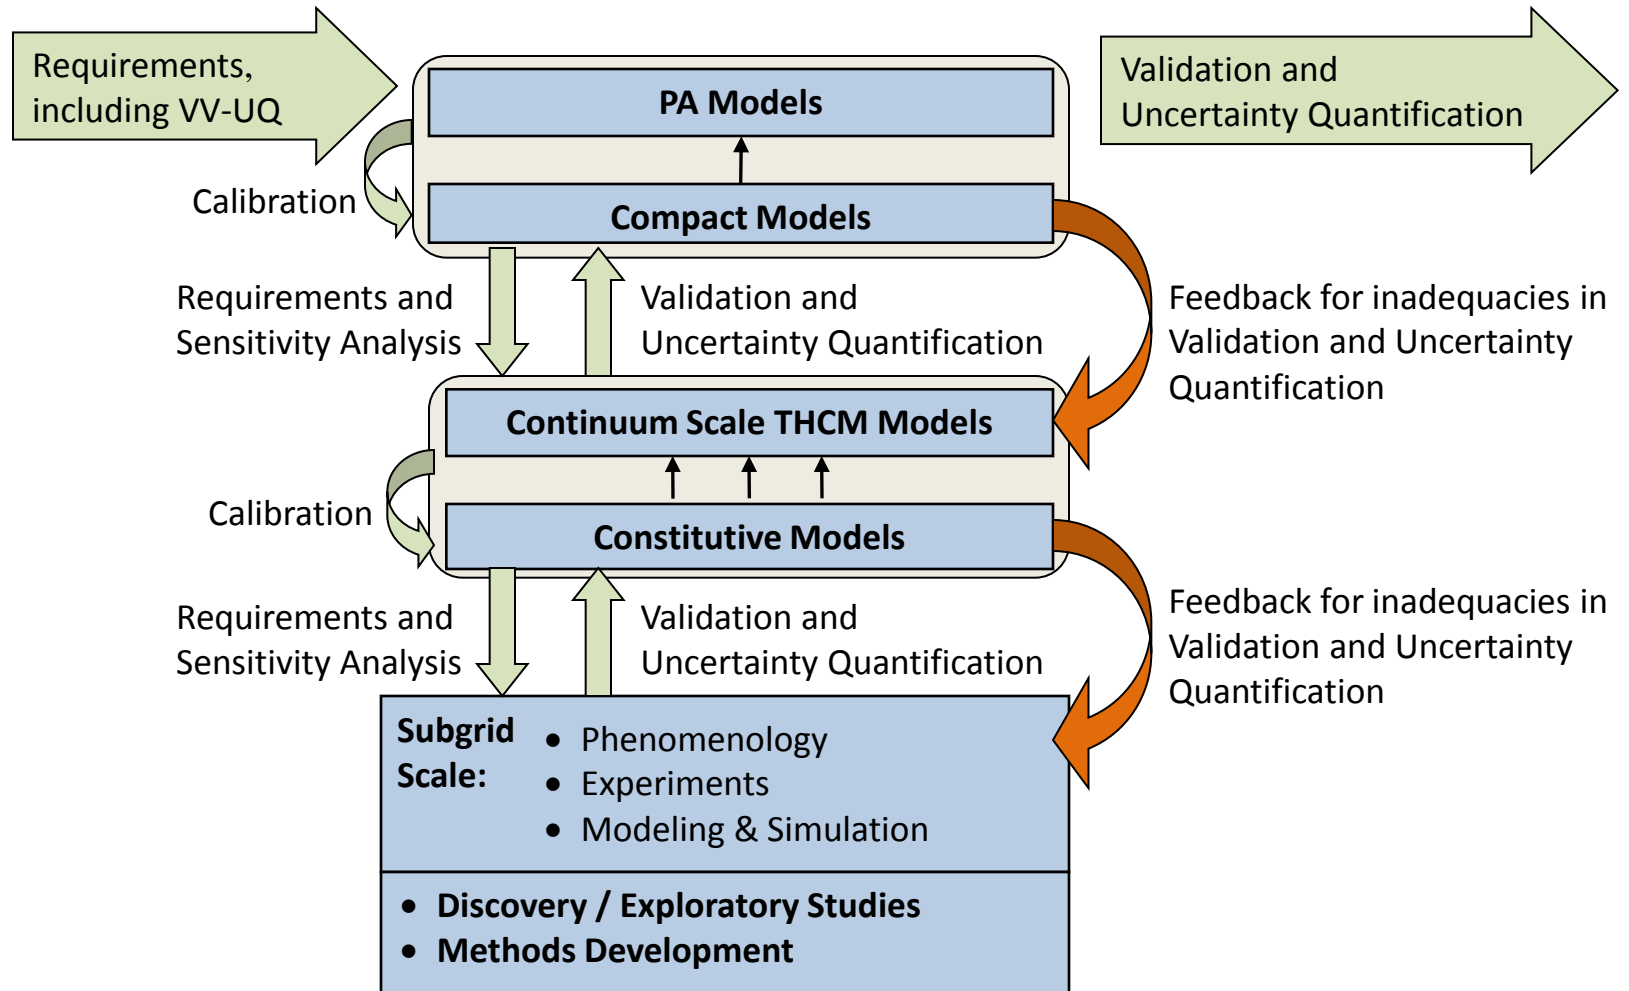 Requirements,
including VV-UQ
PA Models
Validation and
Uncertainty Quantification
Calibration
Compact Models
Requirements and
Sensitivity Analysis
Validation and
Uncertainty Quantification
Feedback for inadequacies in
Validation and Uncertainty
Quantification
Continuum Scale THCM Models
Calibration
Constitutive Models
Requirements and
Sensitivity Analysis
Validation and
Uncertainty Quantification
Feedback for inadequacies in
Validation and Uncertainty
Quantification
Subgrid
Scale:
• Phenomenology
• Experiments
• Modeling & Simulation
• Discovery / Exploratory Studies
• Methods Development